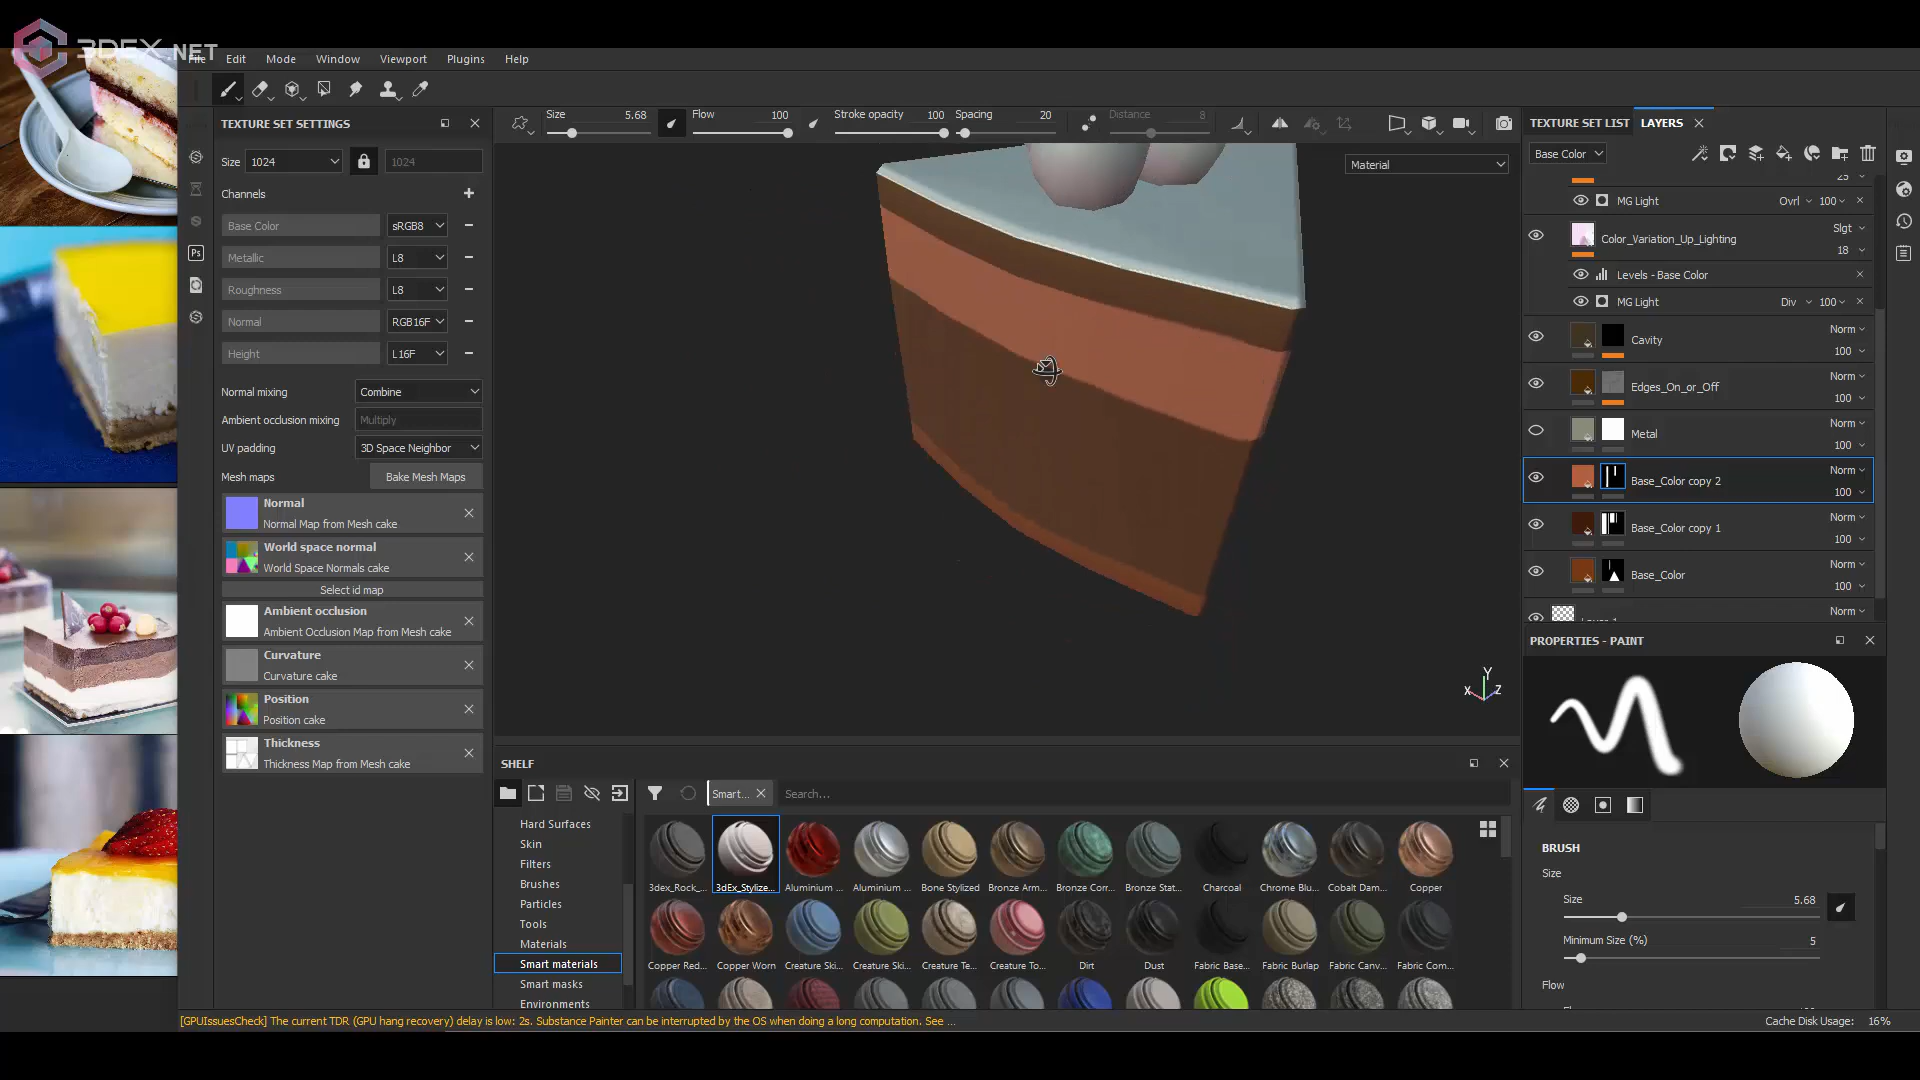 3DEX.NET
File Edit Mode Window Viewport Plugins Help
Size 5.68 Flow 100 Stroke opacity 100 Spacing 20 Distance 8
TEXTURE SET SETTINGS
Size 1024 1024
Channels
Base Color sRGB8
Metallic L8
Roughness L8
Normal RGB16F
Height L16F
Normal mixing Combine
Ambient occlusion mixing Multiply
UV padding 3D Space Neighbor
Mesh maps Bake Mesh Maps
Normal
Normal Map from Mesh cake
World space normal
World Space Normals cake
Select id map
Ambient occlusion
Ambient Occlusion Map from Mesh cake
Curvature
Curvature cake
Position
Position cake
Thickness
Thickness Map from Mesh cake
Ps
Material
Y
X Z
SHELF
Smart...
Search...
Hard Surfaces
Skin
Filters
Brushes
Particles
Tools
Materials
Smart materials
Smart masks
Environments
3dex_Rock_... 3dEx_Stylize... Aluminium ... Aluminium ... Bone Stylized Bronze Arm... Bronze Corr... Bronze Stat... Charcoal Chrome Blu... Cobalt Dam... Copper
Copper Red... Copper Worn Creature Ski... Creature Ski... Creature Te... Creature To... Dirt Dust Fabric Base... Fabric Burlap Fabric Canv... Fabric Com...
TEXTURE SET LIST LAYERS
Base Color
25
MG Light Ovrl 100
Color_Variation_Up_Lighting Slgt
18
Levels - Base Color
MG Light Div 100
Cavity Norm
100
Edges_On_or_Off Norm
100
Metal Norm
100
Base_Color copy 2 Norm
100
Base_Color copy 1 Norm
100
Base_Color Norm
100
Layer 1 Norm
PROPERTIES - PAINT
BRUSH
Size
Size 5.68
Minimum Size (%) 5
Flow
[GPUIssuesCheck] The current TDR (GPU hang recovery) delay is low: 2s. Substance Painter can be interrupted by the OS when doing a long computation. See ...
Cache Disk Usage: 16%